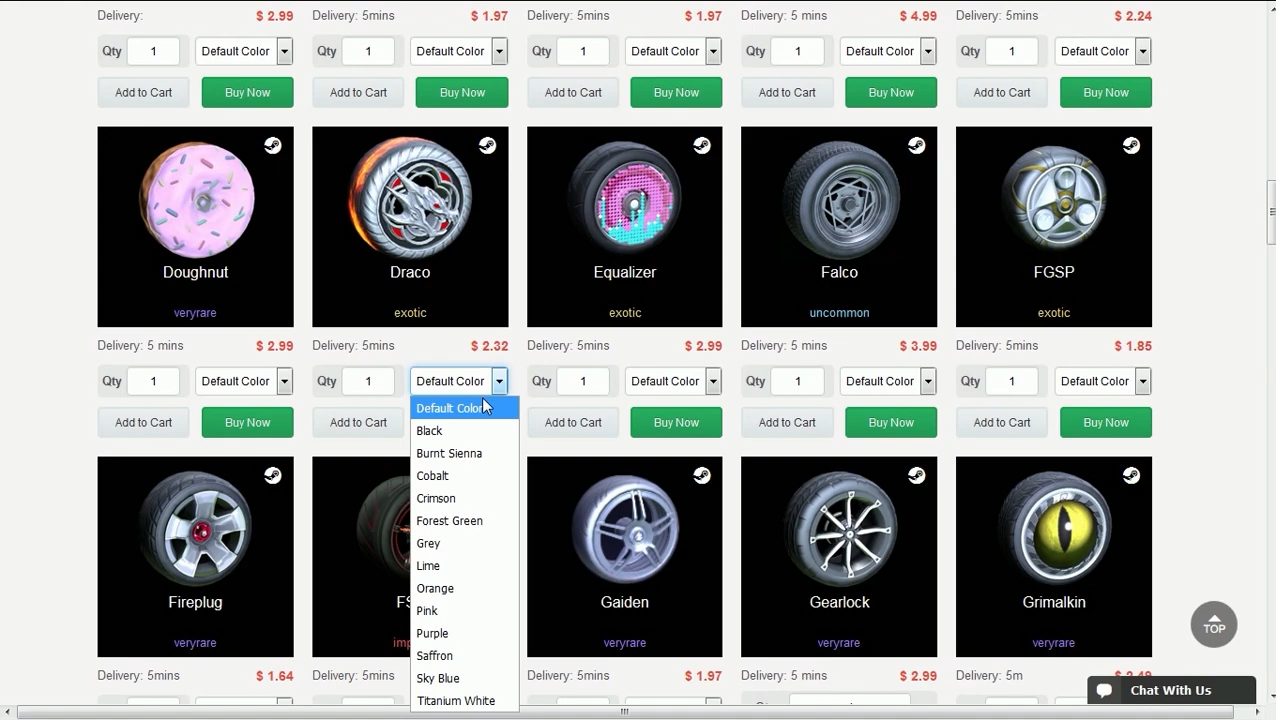 Delivery: $ 2.99 Delivery: 5mins $ 1.97 Delivery: 5mins $ 1.97 Delivery: 5 mins $ 4.99 Delivery: 5mins $ 2.24
Qty 1 Default Color Qty 1 Default Color Qty 1 Default Color Qty 1 Default Color Qty 1 Default Color
Add to Cart Buy Now Add to Cart Buy Now Add to Cart Buy Now Add to Cart Buy Now Add to Cart Buy Now
Doughnut Draco Equalizer Falco FGSP
veryrare exotic exotic uncommon exotic
Delivery: 5 mins $ 2.99 Delivery: 5mins $ 2.32 Delivery: 5mins $ 2.99 Delivery: 5mins $ 3.99 Delivery: 5mins $ 1.85
Qty 1 Default Color Qty 1 Default Color Qty 1 Default Color Qty 1 Default Color Qty 1 Default Color
Add to Cart Buy Now Add to Cart Add to Cart Buy Now Add to Cart Buy Now Add to Cart Buy Now
Default Color
Black
Burnt Sienna
Cobalt
Crimson
Forest Green
Grey
Lime
Orange
Pink
Purple
Saffron
Sky Blue
Titanium White
Fireplug Gaiden Gearlock Grimalkin
veryrare veryrare veryrare veryrare
Delivery: 5mins $ 1.64 Delivery: 5mins Delivery: 5mins $ 1.97 Delivery: 5mins $ 2.99 Delivery: 5m
TOP
Chat With Us